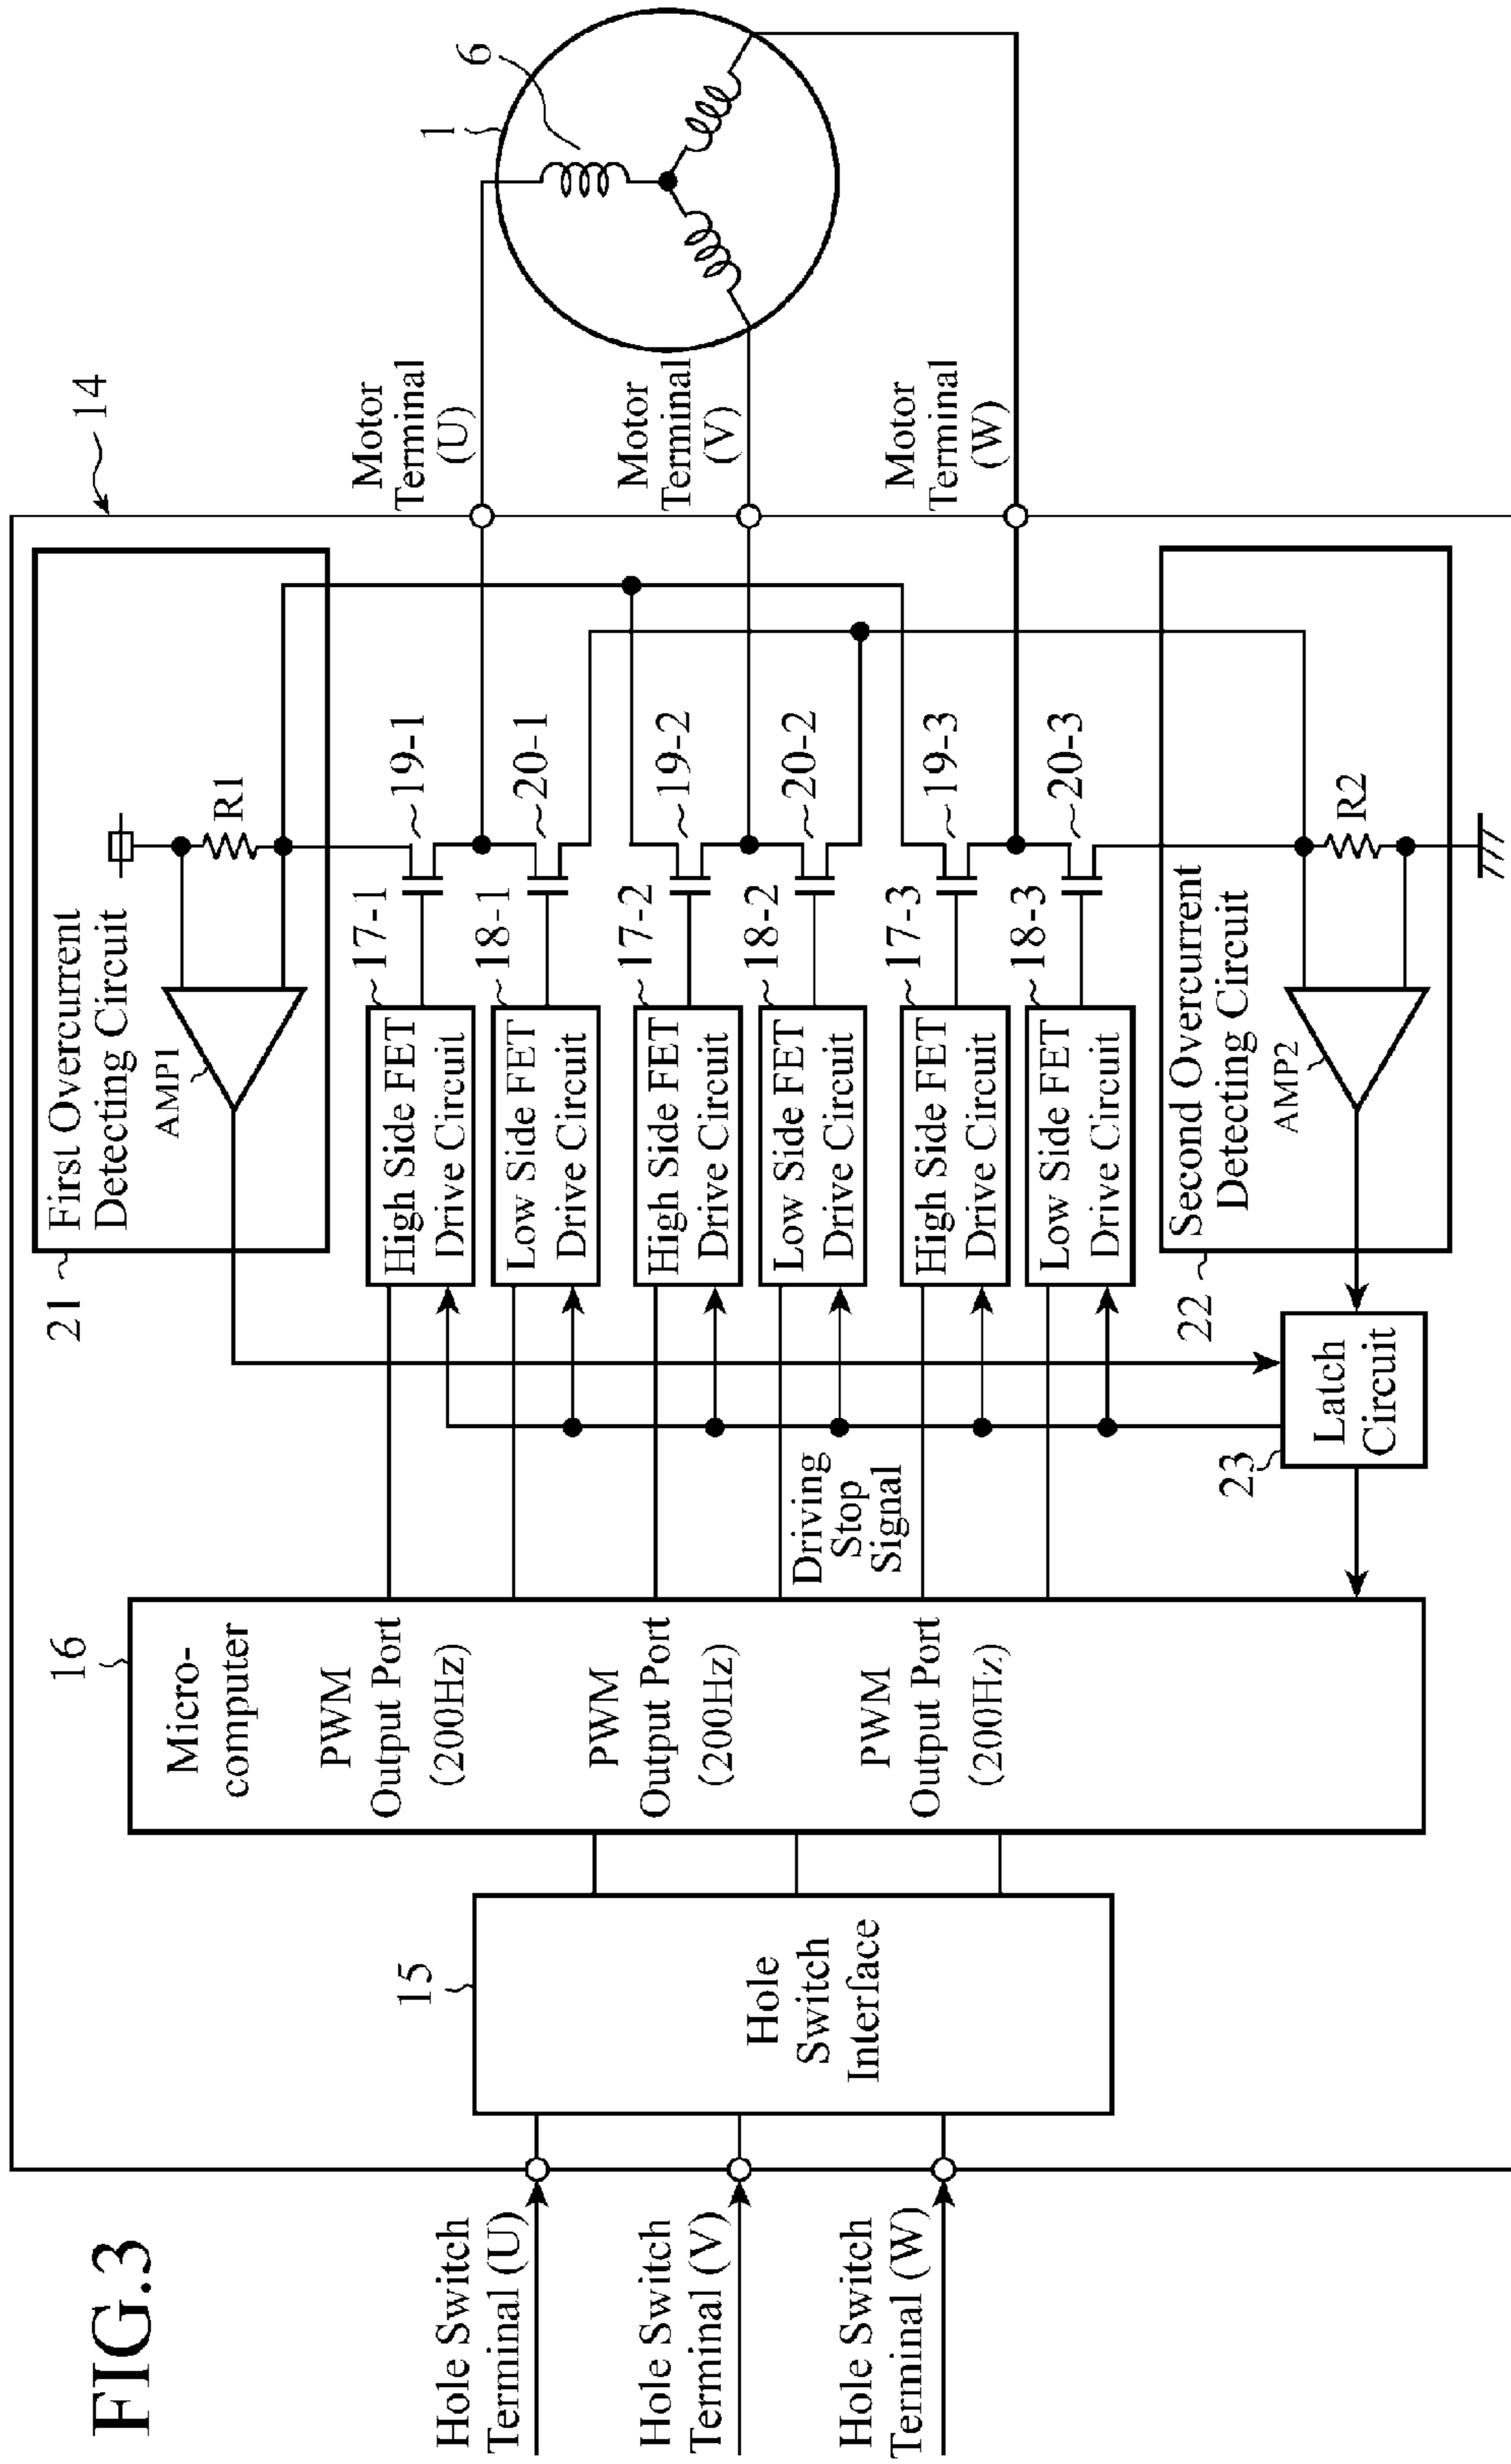 FIG.3
14
21
First Overcurrent
Detecting Circuit
AMP1
R1
Hole Switch
Terminal (U)
Hole Switch
Terminal (V)
Hole Switch
Terminal (W)
15
Hole
Switch
Interface
16
Micro-
computer
PWM
Output Port
(200Hz)
PWM
Output Port
(200Hz)
PWM
Output Port
(200Hz)
Driving
Stop
Signal
High Side FET
Drive Circuit
17-1
19-1
Low Side FET
Drive Circuit
18-1
20-1
High Side FET
Drive Circuit
17-2
19-2
Low Side FET
Drive Circuit
18-2
20-2
High Side FET
Drive Circuit
17-3
19-3
Low Side FET
Drive Circuit
18-3
20-3
Motor
Terminal
(U)
Motor
Terminal
(V)
Motor
Terminal
(W)
1
6
23
Latch
Circuit
22
Second Overcurrent
Detecting Circuit
AMP2
R2